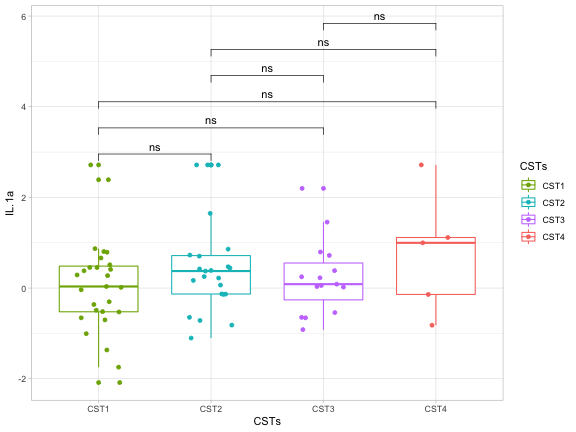 6
4
2
0
-2
IL. 1a
ns
ns
ns
ns
ns
ns
CST1
CST2
CST3
CST4
CSTs
CSTs
CST1
CST2
CST3
CST4